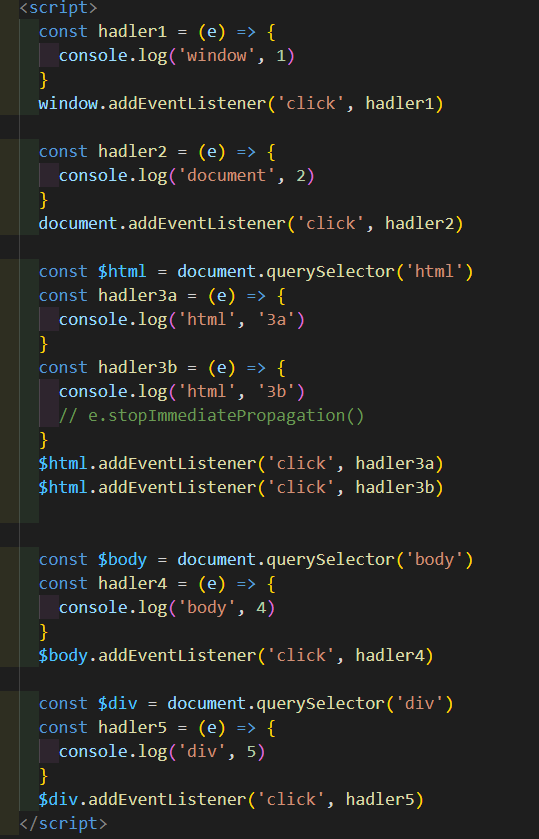 <script>
const hadler1 = (e) => {
console.log('window', 1)
}
window.addEventListener('click', hadler1)
const hadler2 = (e) => {
console.log('document', 2)
}
document.addEventListener('click', hadler2)
const $html = document.querySelector('html')
const hadler3a = (e) => {
console.log('html', '3a')
}
const hadler3b = (e) => {
console.log('html', '3b')
// e.stopImmediatePropagation()
}
$html.addEventListener('click', hadler3a)
$html.addEventListener('click', hadler3b)
const $body = document.querySelector('body')
const hadler4 = (e) => {
console.log('body', 4)
}
$body.addEventListener('click', hadler4)
const $div = document.querySelector('div')
const hadler5 = (e) => {
console.log('div', 5)
}
$div.addEventListener('click', hadler5)
</script>